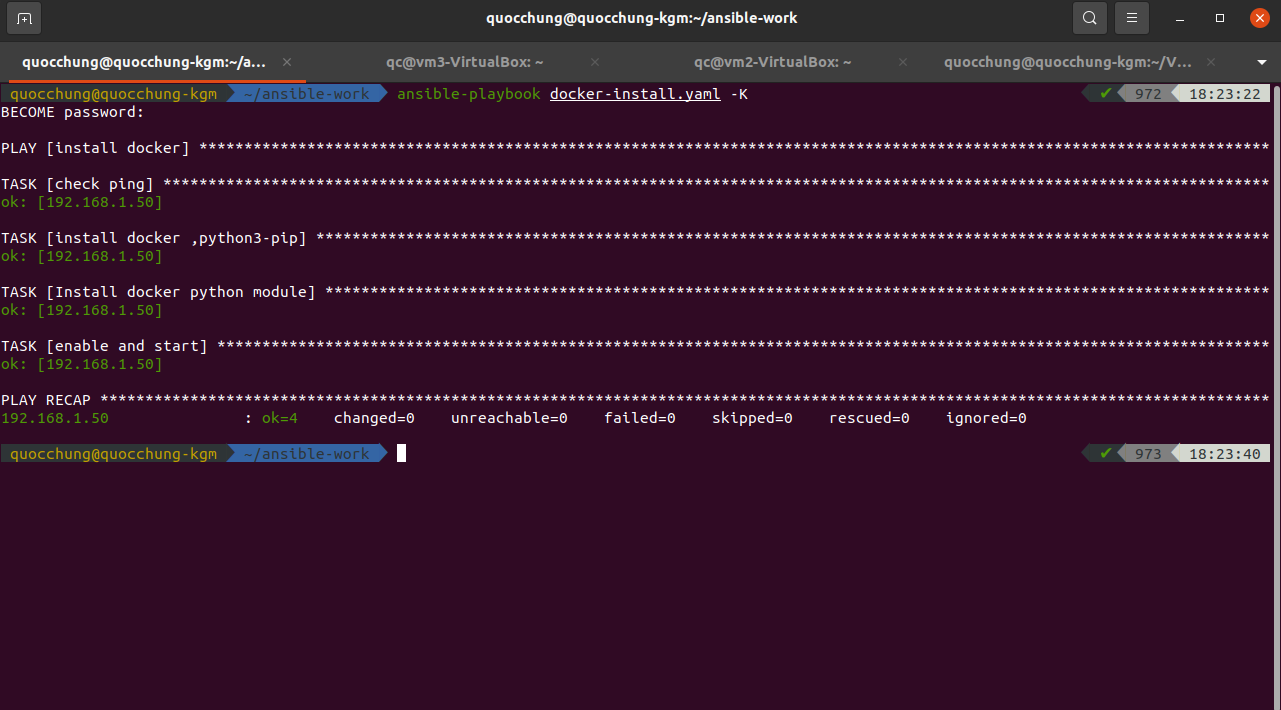 quocchung@quocchung-kgm:~/ansible-work
quocchung@quocchung-kgm:~/a... × qc@vm3-VirtualBox: ~ × qc@vm2-VirtualBox: ~ × quocchung@quocchung-kgm:~/V... ×
quocchung@quocchung-kgm ~/ansible-work ansible-playbook docker-install.yaml -K ✔ 972 18:23:22
BECOME password:
PLAY [install docker] ***********************************************************************************************************************
TASK [check ping] ***************************************************************************************************************************
ok: [192.168.1.50]
TASK [install docker ,python3-pip] **********************************************************************************************************
ok: [192.168.1.50]
TASK [Install docker python module] *********************************************************************************************************
ok: [192.168.1.50]
TASK [enable and start] *********************************************************************************************************************
ok: [192.168.1.50]
PLAY RECAP **********************************************************************************************************************************
192.168.1.50 : ok=4 changed=0 unreachable=0 failed=0 skipped=0 rescued=0 ignored=0
quocchung@quocchung-kgm ~/ansible-work ✔ 973 18:23:40